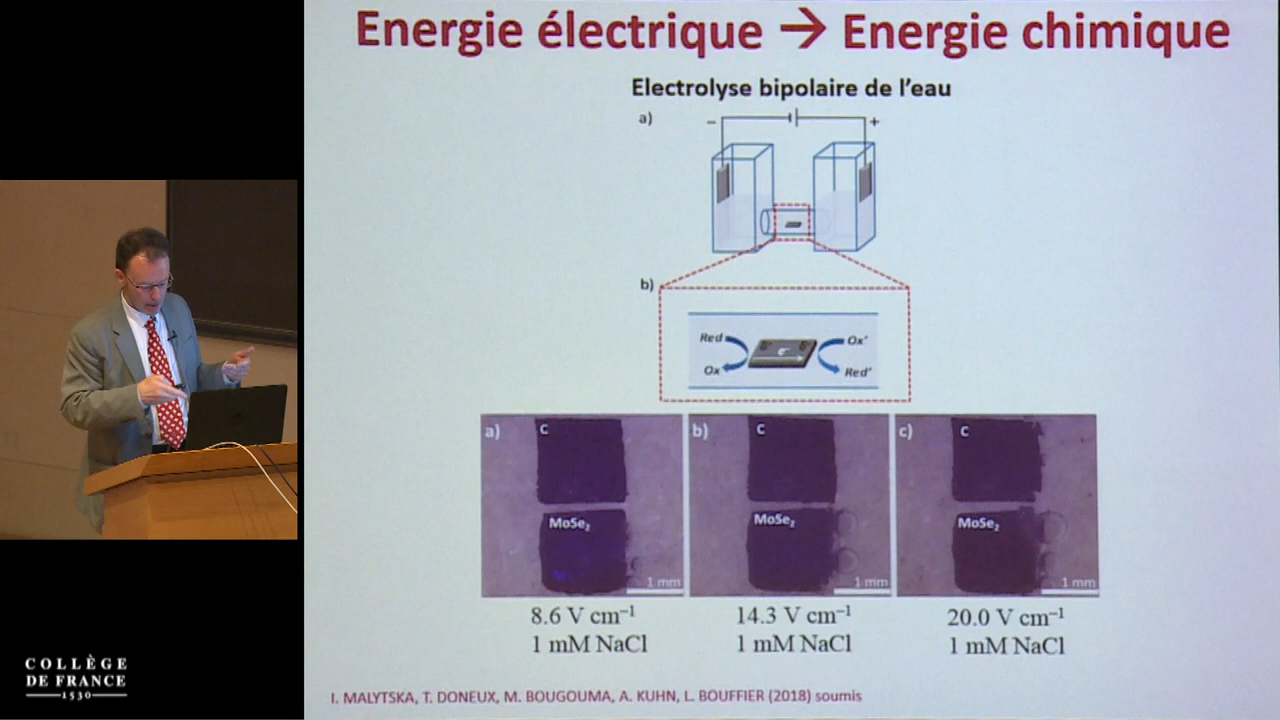 Energie électrique → Energie chimique
Electrolyse bipolaire de l'eau
a)
– +
b)
Red Ox'
δ+ e- δ-
Ox Red'
a) C b) C c) C
MoSe₂ MoSe₂ MoSe₂
1 mm 1 mm 1 mm
8.6 V cm⁻¹ 14.3 V cm⁻¹ 20.0 V cm⁻¹
1 mM NaCl 1 mM NaCl 1 mM NaCl
COLLÈGE
DE FRANCE
1530
I. MALYTSKA, T. DONEUX, M. BOUGOUMA, A. KUHN, L. BOUFFIER (2018) soumis